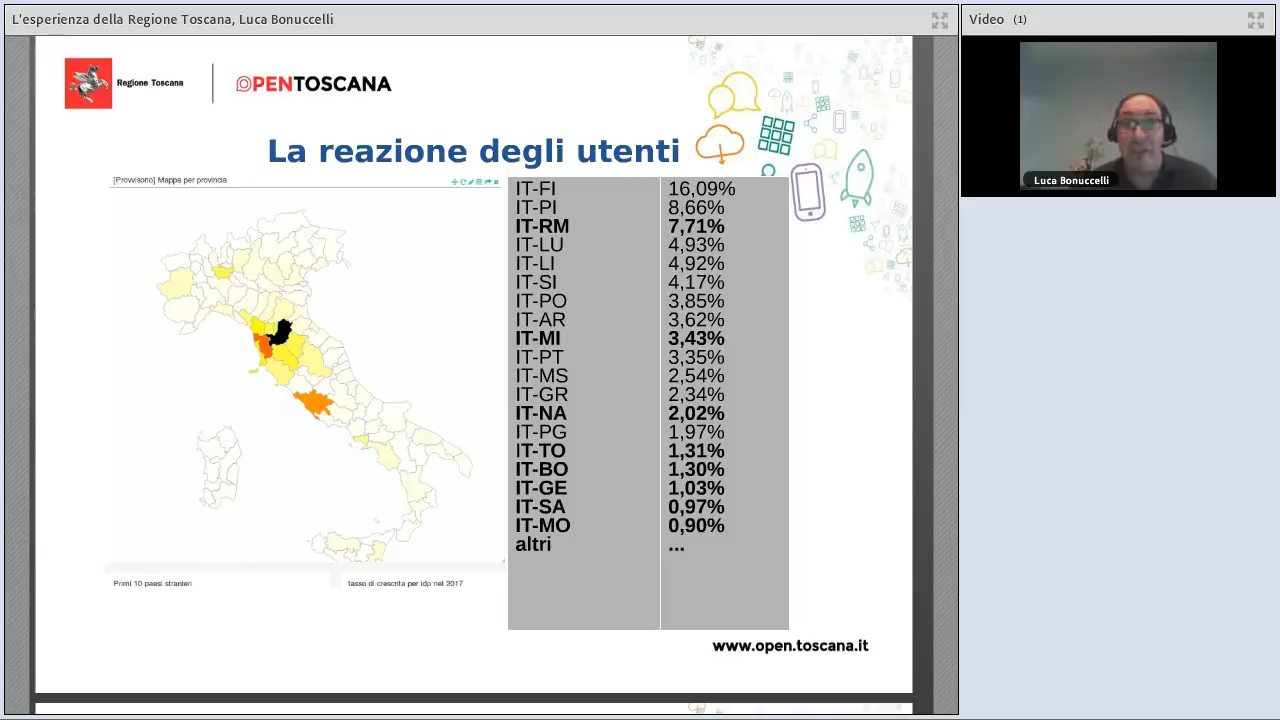 L'esperienza della Regione Toscana, Luca Bonuccelli
Video (1)
Regione Toscana
OPENTOSCANA
La reazione degli utenti
[Provvisorio] Mappa per provincia
IT-FI 16,09%
IT-PI 8,66%
IT-RM 7,71%
IT-LU 4,93%
IT-LI 4,92%
IT-SI 4,17%
IT-PO 3,85%
IT-AR 3,62%
IT-MI 3,43%
IT-PT 3,35%
IT-MS 2,54%
IT-GR 2,34%
IT-NA 2,02%
IT-PG 1,97%
IT-TO 1,31%
IT-BO 1,30%
IT-GE 1,03%
IT-SA 0,97%
IT-MO 0,90%
altri ...
Primi 10 paesi stranieri
tasso di crescita per idp nel 2017
www.open.toscana.it
Luca Bonuccelli